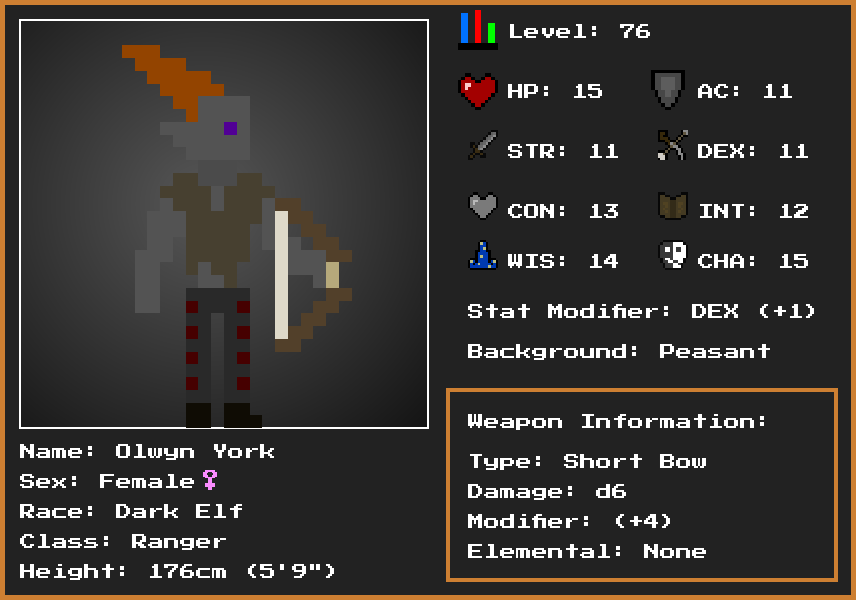 Level: 76
HP: 15 AC: 11
STR: 11 DEX: 11
CON: 13 INT: 12
WIS: 14 CHA: 15
Stat Modifier: DEX (+1)
Background: Peasant
Weapon Information:
Type: Short Bow
Damage: d6
Modifier: (+4)
Elemental: None
Name: Olwyn York
Sex: Female♀
Race: Dark Elf
Class: Ranger
Height: 176cm (5'9")